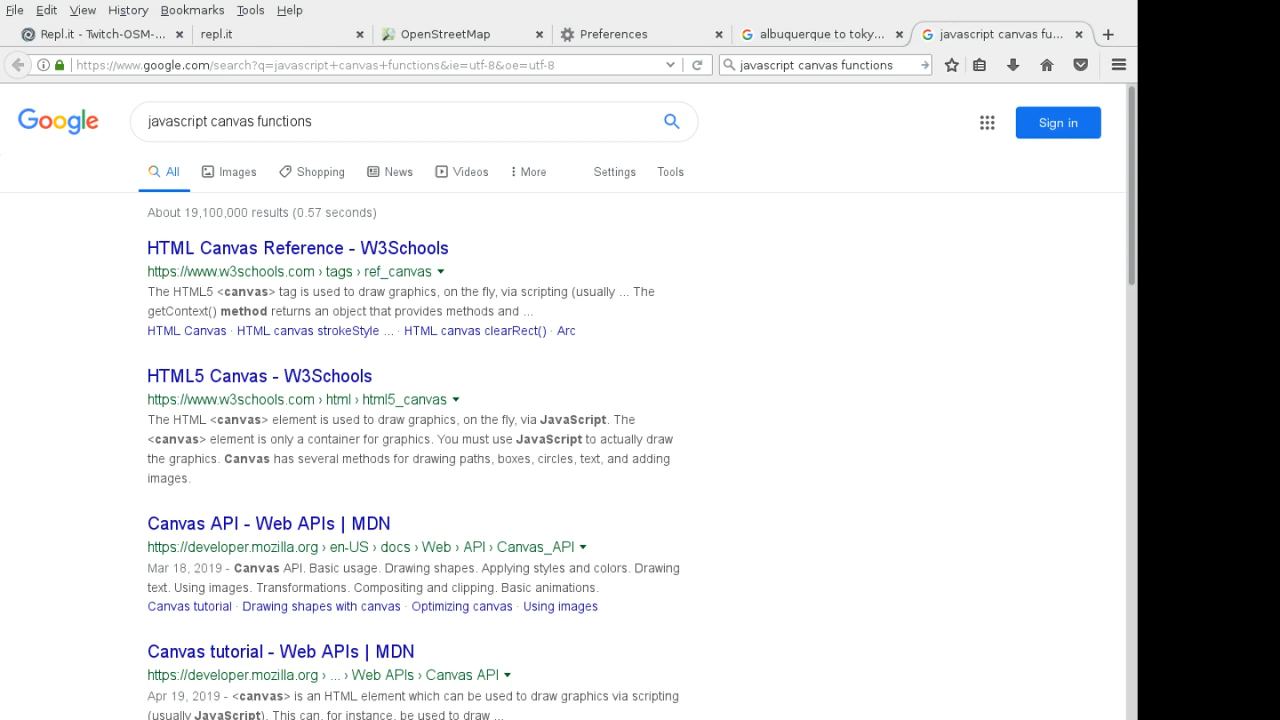 File Edit View History Bookmarks Tools Help
Repl.it - Twitch-OSM-... × repl.it × OpenStreetMap × Preferences × albuquerque to toky... × javascript canvas fu... × +
https://www.google.com/search?q=javascript+canvas+functions&ie=utf-8&oe=utf-8 javascript canvas functions
Google javascript canvas functions Sign in
All Images Shopping News Videos More Settings Tools
About 19,100,000 results (0.57 seconds)
HTML Canvas Reference - W3Schools
https://www.w3schools.com › tags › ref_canvas
The HTML5 <canvas> tag is used to draw graphics, on the fly, via scripting (usually ... The
getContext() method returns an object that provides methods and ...
HTML Canvas · HTML canvas strokeStyle ... · HTML canvas clearRect() · Arc
HTML5 Canvas - W3Schools
https://www.w3schools.com › html › html5_canvas
The HTML <canvas> element is used to draw graphics, on the fly, via JavaScript. The
<canvas> element is only a container for graphics. You must use JavaScript to actually draw
the graphics. Canvas has several methods for drawing paths, boxes, circles, text, and adding
images.
Canvas API - Web APIs | MDN
https://developer.mozilla.org › en-US › docs › Web › API › Canvas_API
Mar 18, 2019 - Canvas API. Basic usage. Drawing shapes. Applying styles and colors. Drawing
text. Using images. Transformations. Compositing and clipping. Basic animations.
Canvas tutorial · Drawing shapes with canvas · Optimizing canvas · Using images
Canvas tutorial - Web APIs | MDN
https://developer.mozilla.org › ... › Web APIs › Canvas API
Apr 19, 2019 - <canvas> is an HTML element which can be used to draw graphics via scripting
(usually JavaScript). This can, for instance, be used to draw ...